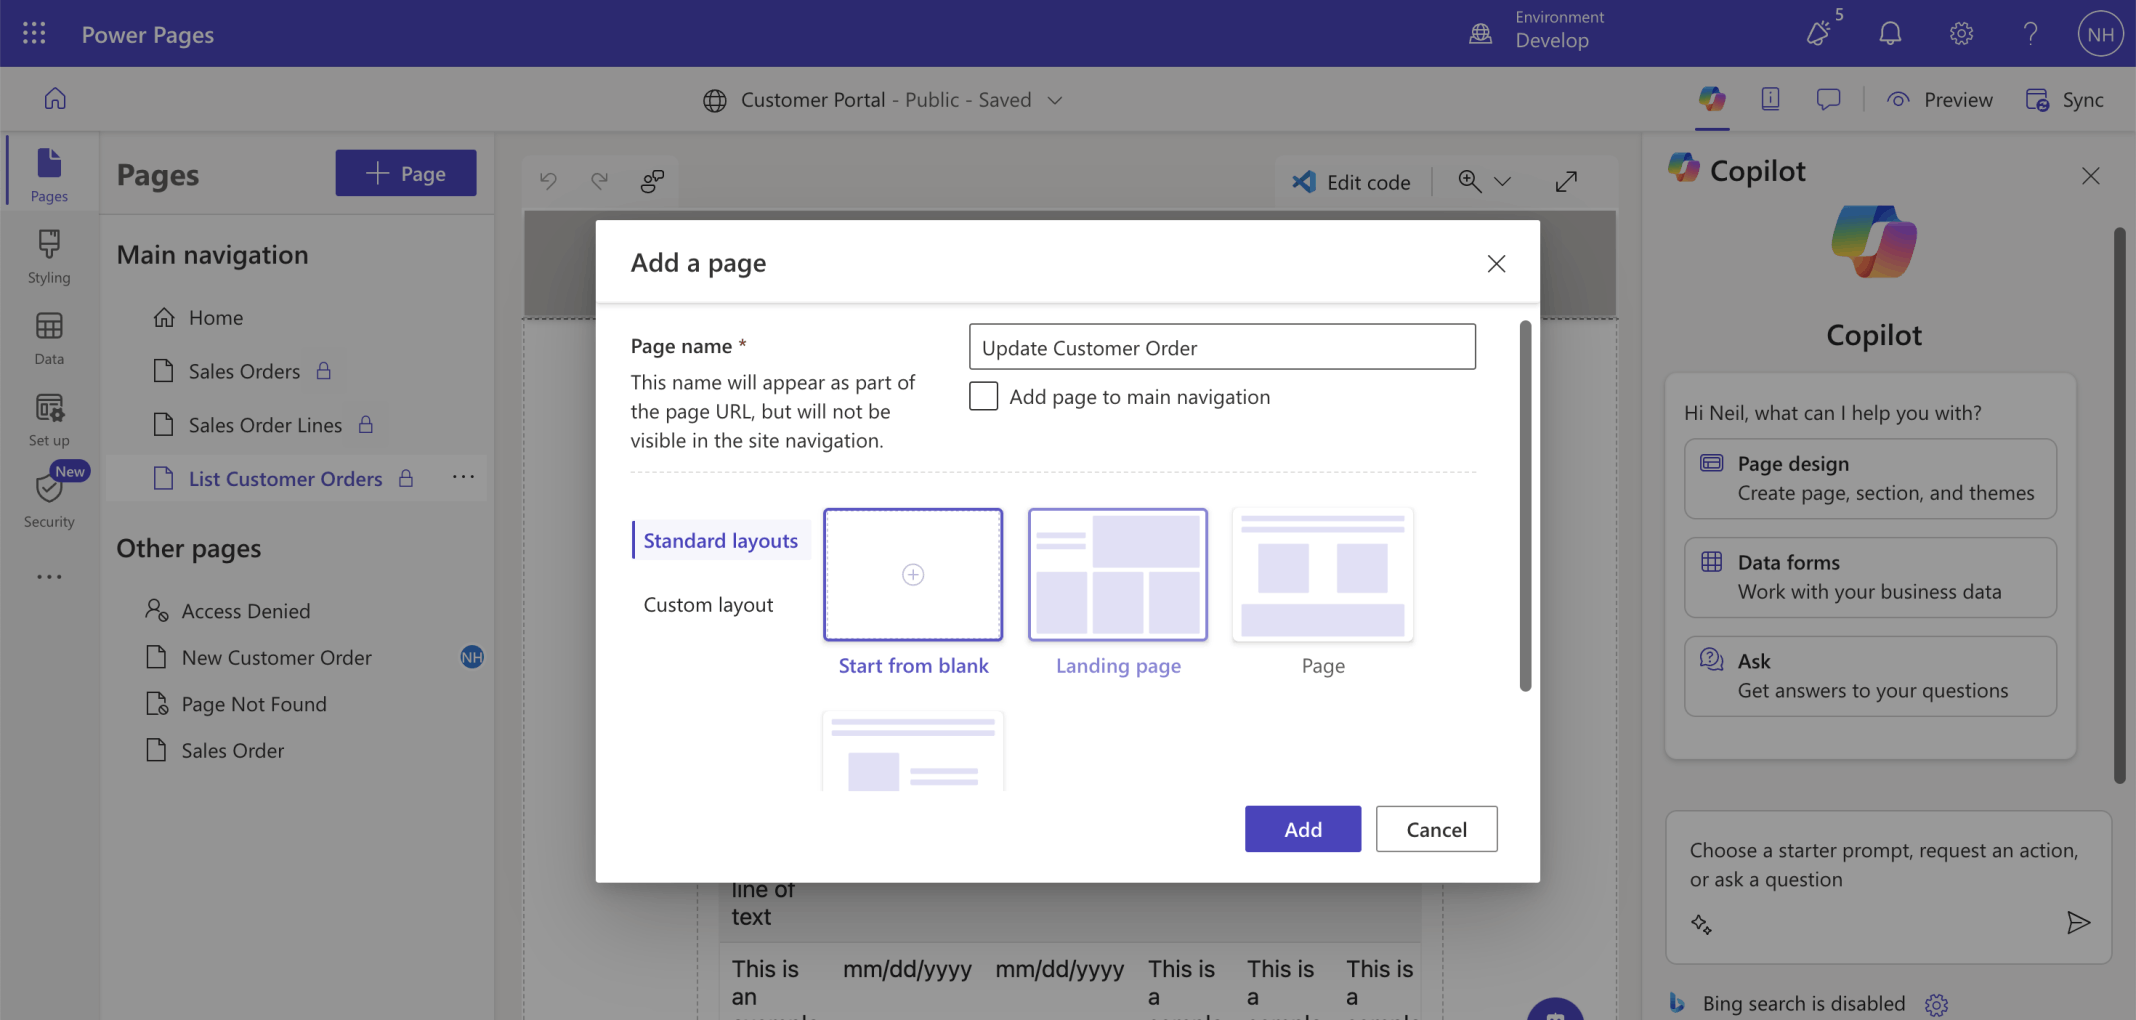 Power Pages
Environment
Develop
5
NH
Customer Portal - Public - Saved
Preview
Sync
Pages
Styling
Data
Set up
New
Security
Pages
Page
Main navigation
Home
Sales Orders
Sales Order Lines
List Customer Orders
Other pages
Access Denied
New Customer Order
NH
Page Not Found
Sales Order
Edit code
Add a page
Page name *
This name will appear as part of
the page URL, but will not be
visible in the site navigation.
Update Customer Order
Add page to main navigation
Standard layouts
Custom layout
Start from blank
Landing page
Page
Add
Cancel
line of
text
This is
an
mm/dd/yyyy
mm/dd/yyyy
This is
a
This is
a
This is
a
Copilot
Copilot
Hi Neil, what can I help you with?
Page design
Create page, section, and themes
Data forms
Work with your business data
Ask
Get answers to your questions
Choose a starter prompt, request an action,
or ask a question
Bing search is disabled